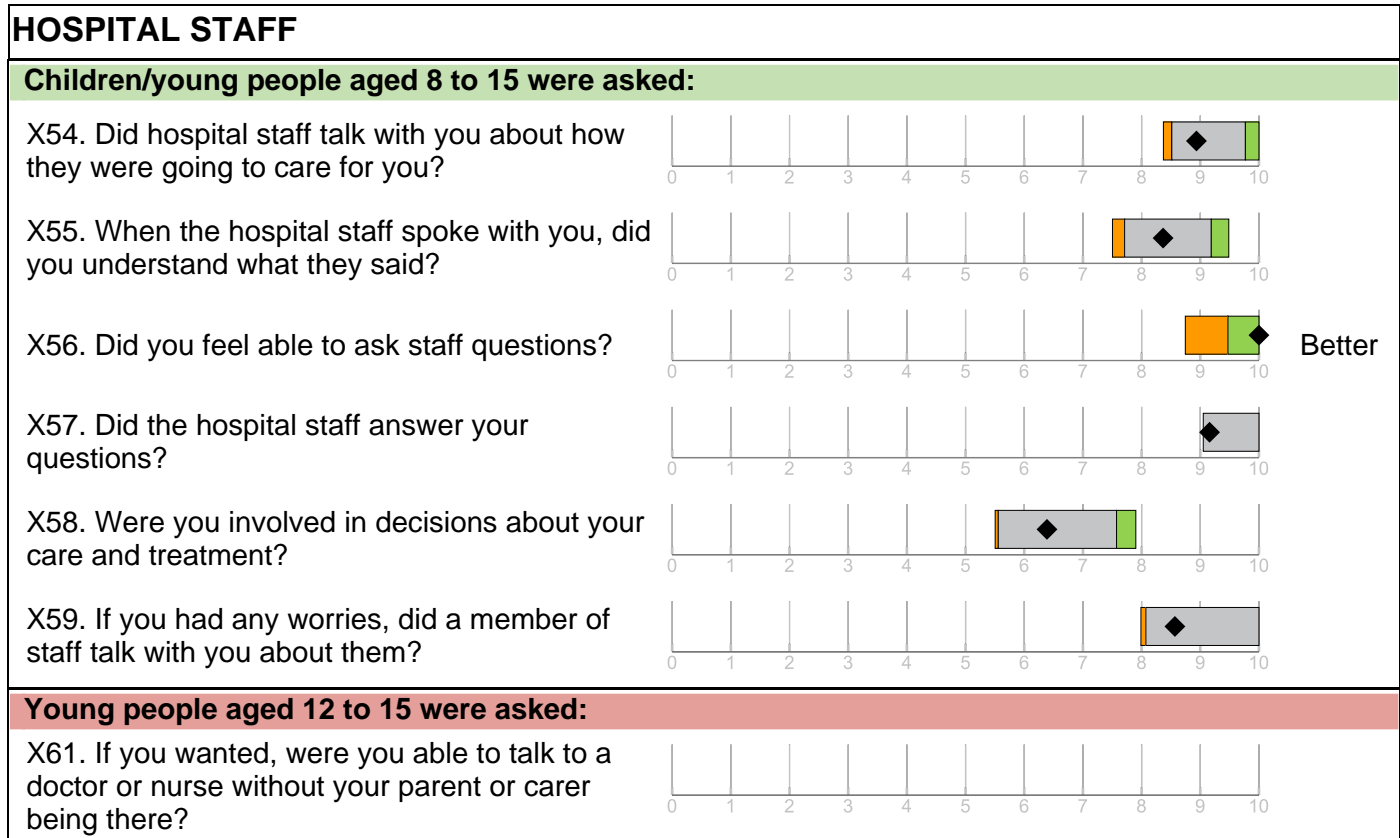 HOSPITAL STAFF
Children/young people aged 8 to 15 were asked:
X54. Did hospital staff talk with you about how
they were going to care for you?
0 1 2 3 4 5 6 7 8 9 10
X55. When the hospital staff spoke with you, did
you understand what they said?
0 1 2 3 4 5 6 7 8 9 10
X56. Did you feel able to ask staff questions?
Better
0 1 2 3 4 5 6 7 8 9 10
X57. Did the hospital staff answer your
questions?
0 1 2 3 4 5 6 7 8 9 10
X58. Were you involved in decisions about your
care and treatment?
0 1 2 3 4 5 6 7 8 9 10
X59. If you had any worries, did a member of
staff talk with you about them?
0 1 2 3 4 5 6 7 8 9 10
Young people aged 12 to 15 were asked:
X61. If you wanted, were you able to talk to a
doctor or nurse without your parent or carer
being there?
0 1 2 3 4 5 6 7 8 9 10